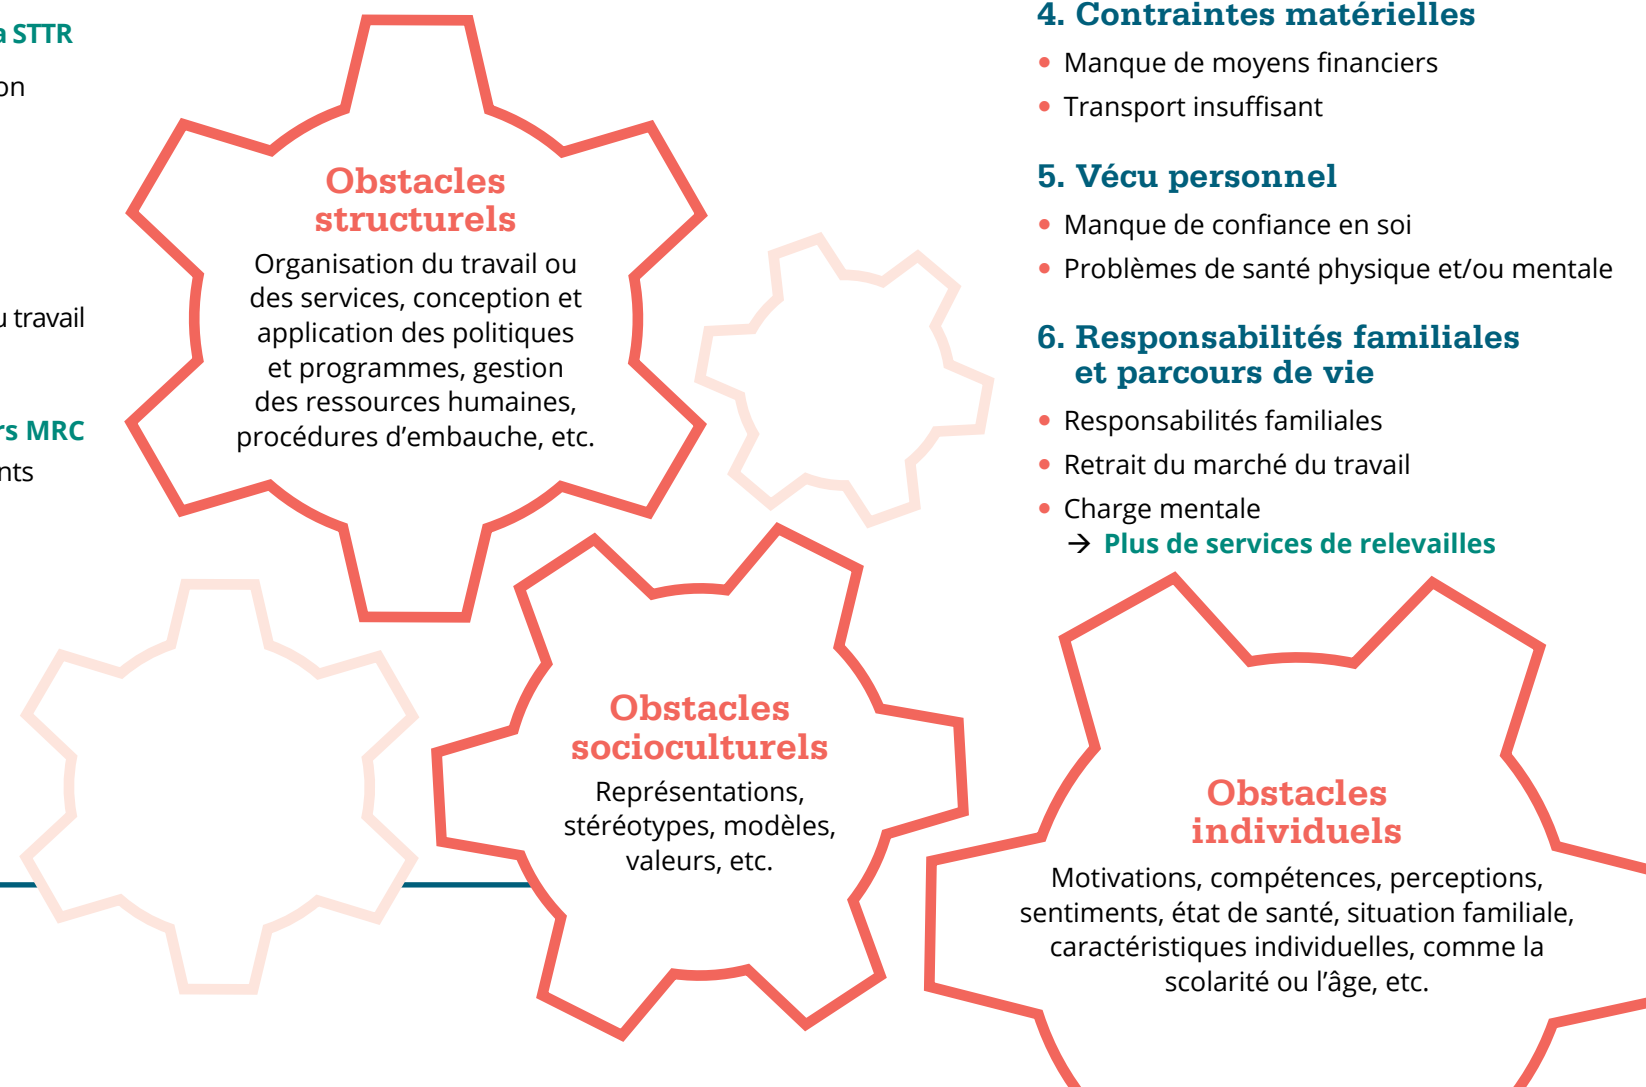 a STTR
on
u travail
rs MRC
nts
Obstacles
structurels
Organisation du travail ou
des services, conception et
application des politiques
et programmes, gestion
des ressources humaines,
procédures d’embauche, etc.
Obstacles
socioculturels
Représentations,
stéréotypes, modèles,
valeurs, etc.
4. Contraintes matérielles
• Manque de moyens financiers
• Transport insuffisant
5. Vécu personnel
• Manque de confiance en soi
• Problèmes de santé physique et/ou mentale
6. Responsabilités familiales
et parcours de vie
• Responsabilités familiales
• Retrait du marché du travail
• Charge mentale
→ Plus de services de relevailles
Obstacles
individuels
Motivations, compétences, perceptions,
sentiments, état de santé, situation familiale,
caractéristiques individuelles, comme la
scolarité ou l’âge, etc.